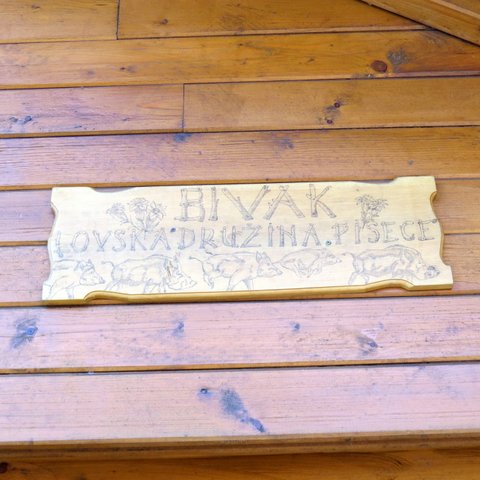 BIVAK
LOVSKA DRUŽINA PIŠECE